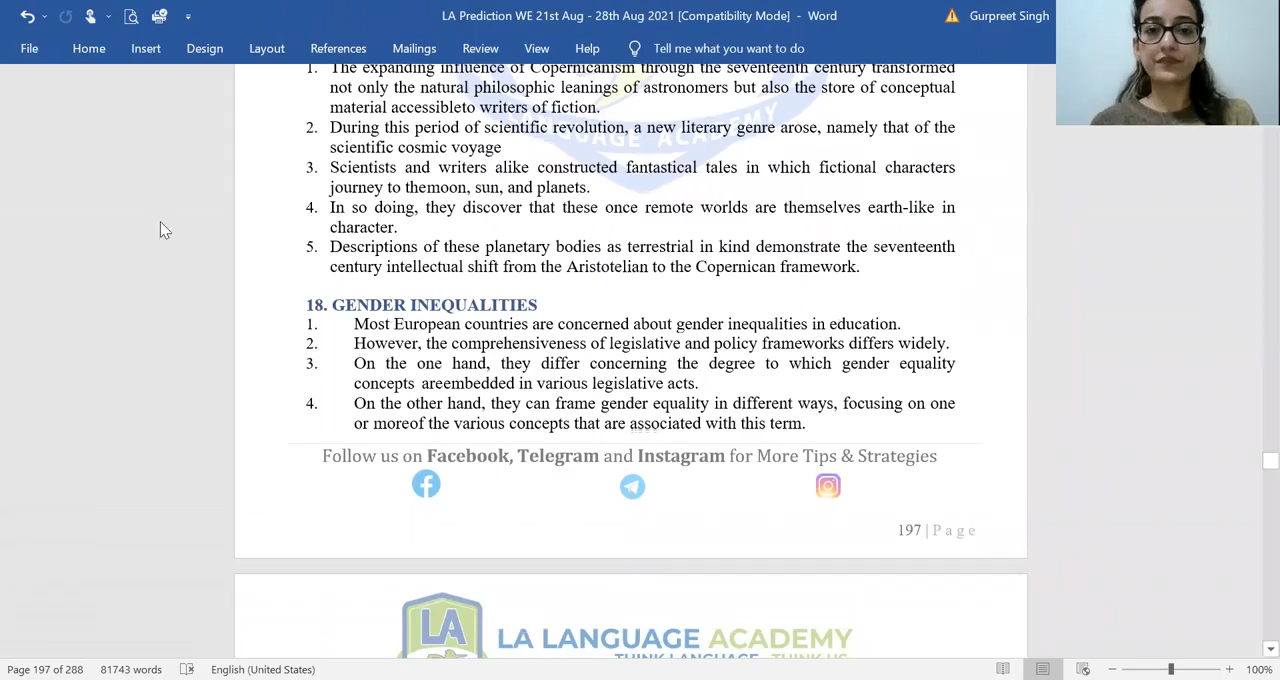 LA Prediction WE 21st Aug - 28th Aug 2021 [Compatibility Mode] - Word
Gurpreet Singh
File Home Insert Design Layout References Mailings Review View Help Tell me what you want to do
1. The expanding influence of Copernicanism through the seventeenth century transformed
not only the natural philosophic leanings of astronomers but also the store of conceptual
material accessibleto writers of fiction.
2. During this period of scientific revolution, a new literary genre arose, namely that of the
scientific cosmic voyage
3. Scientists and writers alike constructed fantastical tales in which fictional characters
journey to themoon, sun, and planets.
4. In so doing, they discover that these once remote worlds are themselves earth-like in
character.
5. Descriptions of these planetary bodies as terrestrial in kind demonstrate the seventeenth
century intellectual shift from the Aristotelian to the Copernican framework.
LANGUAGE ACADEMY
18. GENDER INEQUALITIES
1. Most European countries are concerned about gender inequalities in education.
2. However, the comprehensiveness of legislative and policy frameworks differs widely.
3. On the one hand, they differ concerning the degree to which gender equality
concepts areembedded in various legislative acts.
4. On the other hand, they can frame gender equality in different ways, focusing on one
or moreof the various concepts that are associated with this term.
Follow us on Facebook, Telegram and Instagram for More Tips & Strategies
197 | Page
LA
LA LANGUAGE ACADEMY
THINK LANGUAGE THINK US
Page 197 of 288 81743 words English (United States) 100%